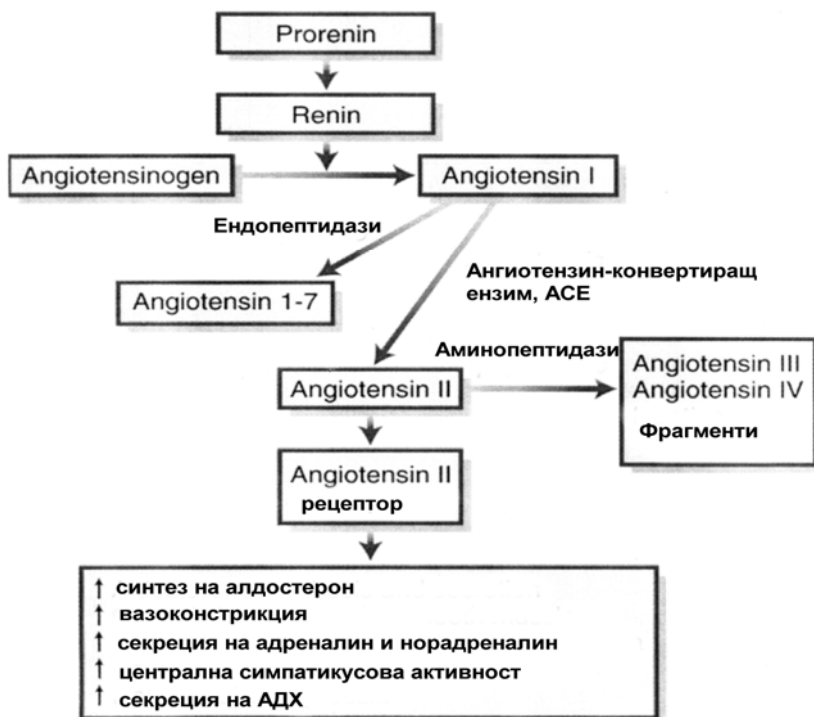 Prorenin
Renin
Angiotensinogen
Angiotensin I
Ендопептидази
Ангиотензин-конвертиращ
ензим, ACE
Angiotensin 1-7
Аминопептидази
Angiotensin II
Angiotensin III
Angiotensin IV
Фрагменти
Angiotensin II
рецептор
↑ синтез на алдостерон
↑ вазоконстрикция
↑ секреция на адреналин и норадреналин
↑ централна симпатикусова активност
↑ секреция на АДХ